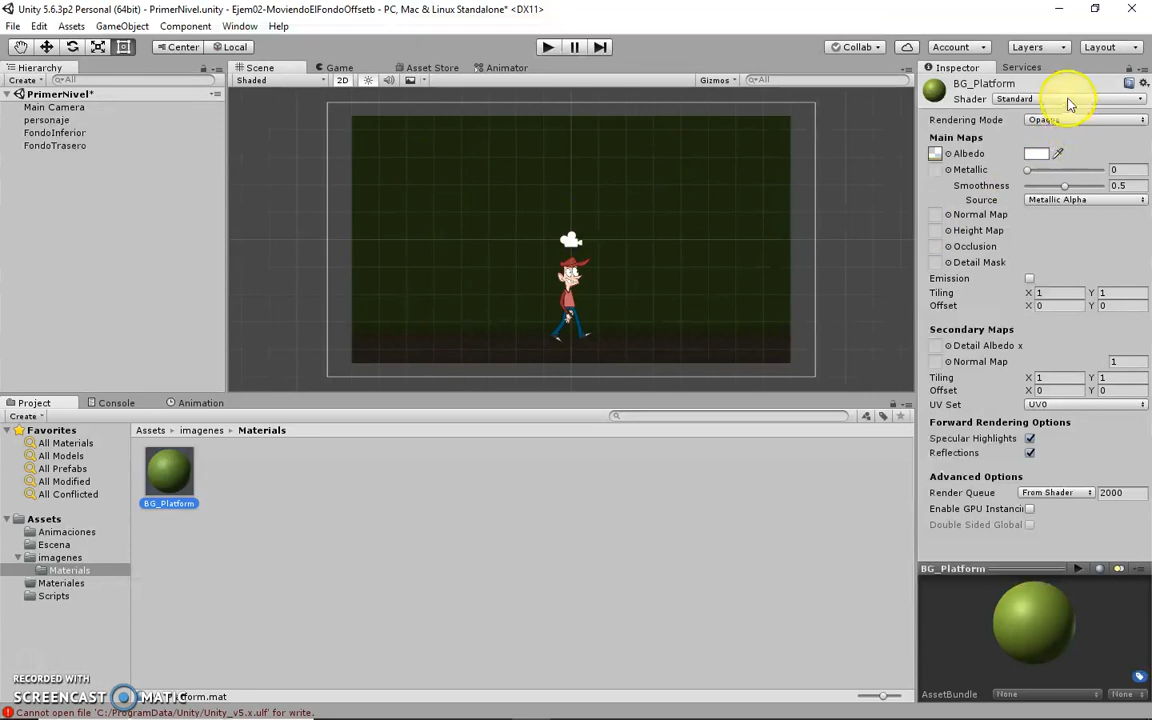 Unity 5.6.3p2 Personal (64bit) - PrimerNivel.unity - Ejem02-MoviendoElFondoOffsetb - PC, Mac & Linux Standalone* <DX11>
File Edit Assets GameObject Component Window Help
Center Local Collab Account Layers Layout
Hierarchy
Create All
PrimerNivel*
Main Camera
personaje
FondoInferior
FondoTrasero
Scene Game Asset Store Animator
Shaded 2D Gizmos All
Inspector Services
BG_Platform
Shader Standard
Rendering Mode Opaque
Main Maps
Albedo
Metallic 0
Smoothness 0.5
Source Metallic Alpha
Normal Map
Height Map
Occlusion
Detail Mask
Emission
Tiling X 1 Y 1
Offset X 0 Y 0
Secondary Maps
Detail Albedo x
Normal Map 1
Tiling X 1 Y 1
Offset X 0 Y 0
UV Set UV0
Forward Rendering Options
Specular Highlights
Reflections
Advanced Options
Render Queue From Shader 2000
Enable GPU Instancii
Double Sided Global
BG_Platform
AssetBundle None None
Project Console Animation
Create
Favorites
All Materials
All Models
All Prefabs
All Modified
All Conflicted
Assets
Animaciones
Escena
imagenes
Materials
Materiales
Scripts
Assets imagenes Materials
BG_Platform
RECORDED WITH
SCREENCAST MATIC
tform.mat
Cannot open file 'C:/ProgramData/Unity/Unity_v5.x.ulf' for write.